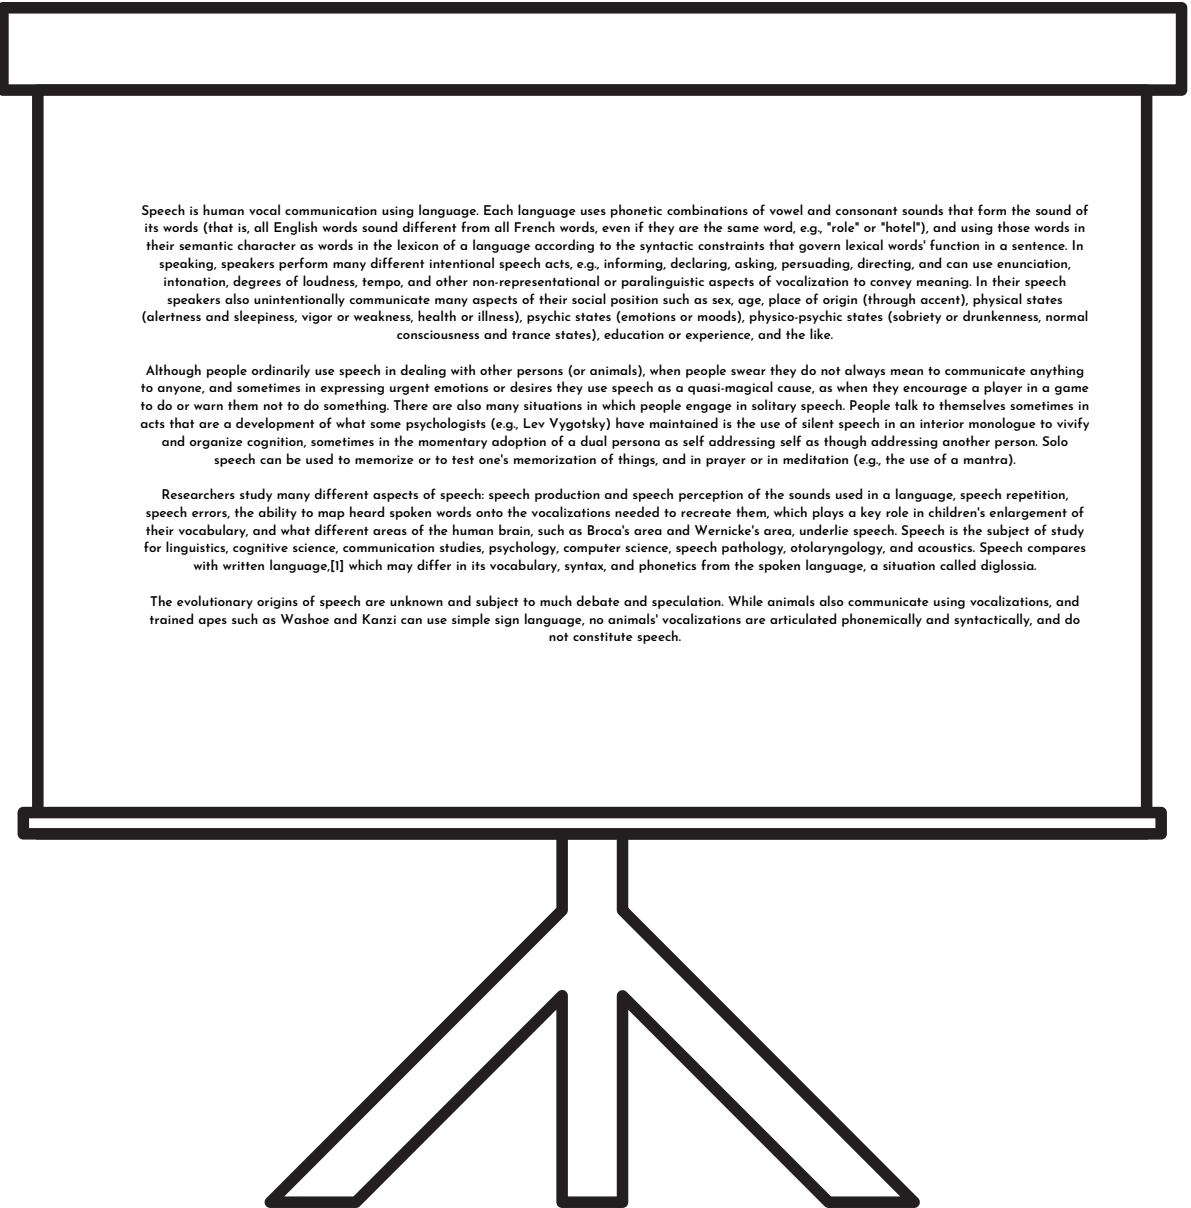 Speech is human vocal communication using language. Each language uses phonetic combinations of vowel and consonant sounds that form the sound of
its words (that is, all English words sound different from all French words, even if they are the same word, e.g., "role" or "hotel"), and using those words in
their semantic character as words in the lexicon of a language according to the syntactic constraints that govern lexical words' function in a sentence. In
speaking, speakers perform many different intentional speech acts, e.g., informing, declaring, asking, persuading, directing, and can use enunciation,
intonation, degrees of loudness, tempo, and other non-representational or paralinguistic aspects of vocalization to convey meaning. In their speech
speakers also unintentionally communicate many aspects of their social position such as sex, age, place of origin (through accent), physical states
(alertness and sleepiness, vigor or weakness, health or illness), psychic states (emotions or moods), physico-psychic states (sobriety or drunkenness, normal
consciousness and trance states), education or experience, and the like.
Although people ordinarily use speech in dealing with other persons (or animals), when people swear they do not always mean to communicate anything
to anyone, and sometimes in expressing urgent emotions or desires they use speech as a quasi-magical cause, as when they encourage a player in a game
to do or warn them not to do something. There are also many situations in which people engage in solitary speech. People talk to themselves sometimes in
acts that are a development of what some psychologists (e.g., Lev Vygotsky) have maintained is the use of silent speech in an interior monologue to vivify
and organize cognition, sometimes in the momentary adoption of a dual persona as self addressing self as though addressing another person. Solo
speech can be used to memorize or to test one's memorization of things, and in prayer or in meditation (e.g., the use of a mantra).
Researchers study many different aspects of speech: speech production and speech perception of the sounds used in a language, speech repetition,
speech errors, the ability to map heard spoken words onto the vocalizations needed to recreate them, which plays a key role in children's enlargement of
their vocabulary, and what different areas of the human brain, such as Broca's area and Wernicke's area, underlie speech. Speech is the subject of study
for linguistics, cognitive science, communication studies, psychology, computer science, speech pathology, otolaryngology, and acoustics. Speech compares
with written language,[1] which may differ in its vocabulary, syntax, and phonetics from the spoken language, a situation called diglossia.
The evolutionary origins of speech are unknown and subject to much debate and speculation. While animals also communicate using vocalizations, and
trained apes such as Washoe and Kanzi can use simple sign language, no animals' vocalizations are articulated phonemically and syntactically, and do
not constitute speech.